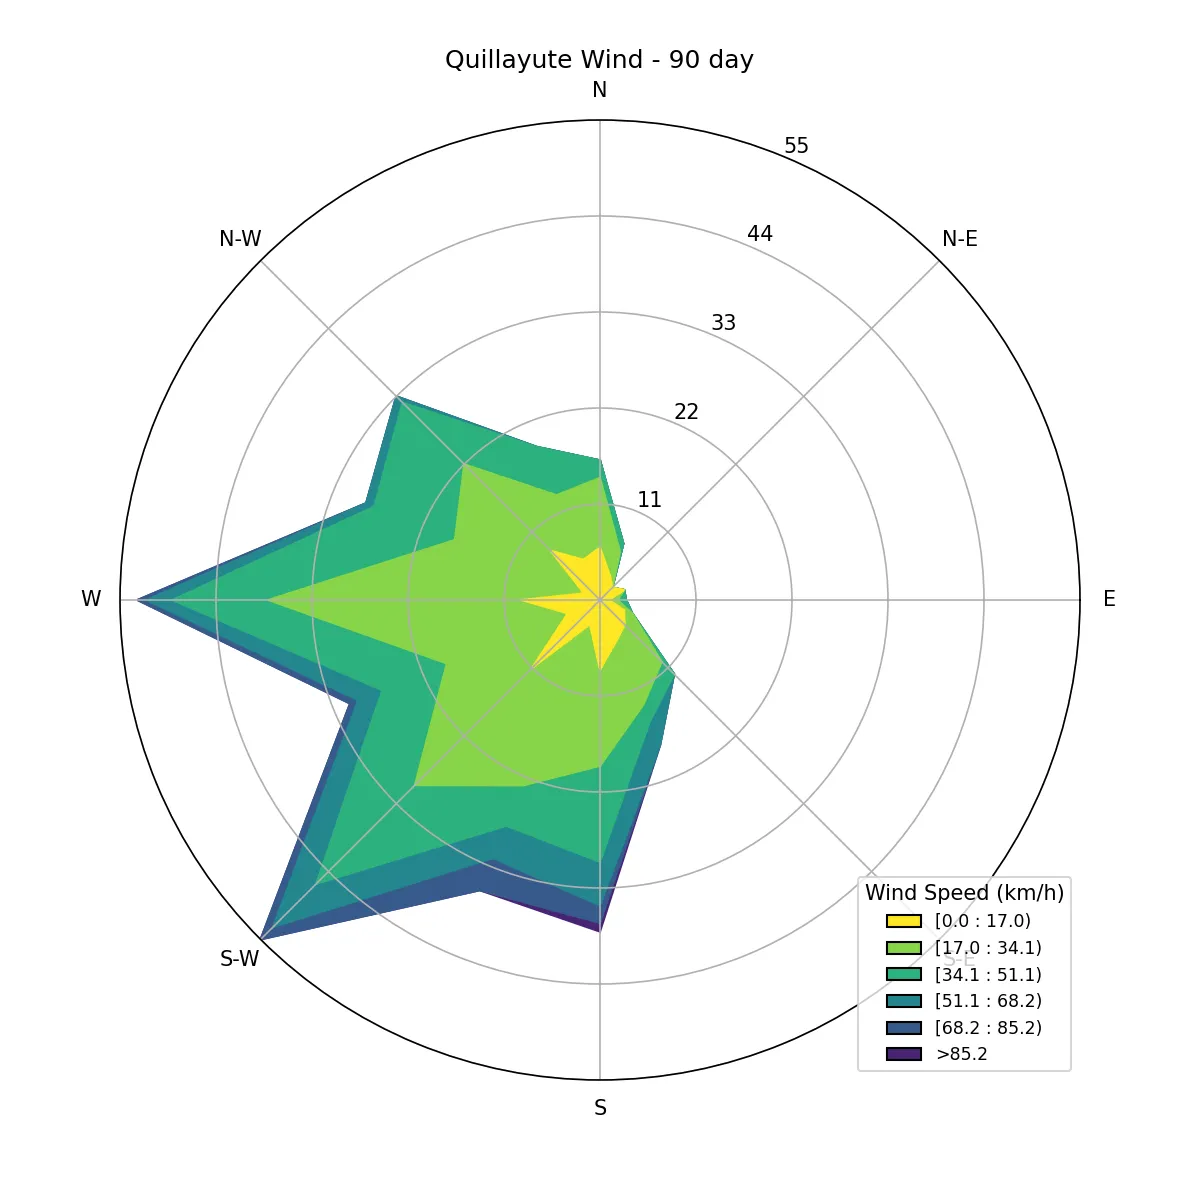 Quillayute Wind - 90 day
N
55
44
N-W
N-E
33
22
11
W
E
Wind Speed (km/h)
[0.0 : 17.0)
[17.0 : 34.1)
S-W
S-E
[34.1 : 51.1)
[51.1 : 68.2)
[68.2 : 85.2)
>85.2
S